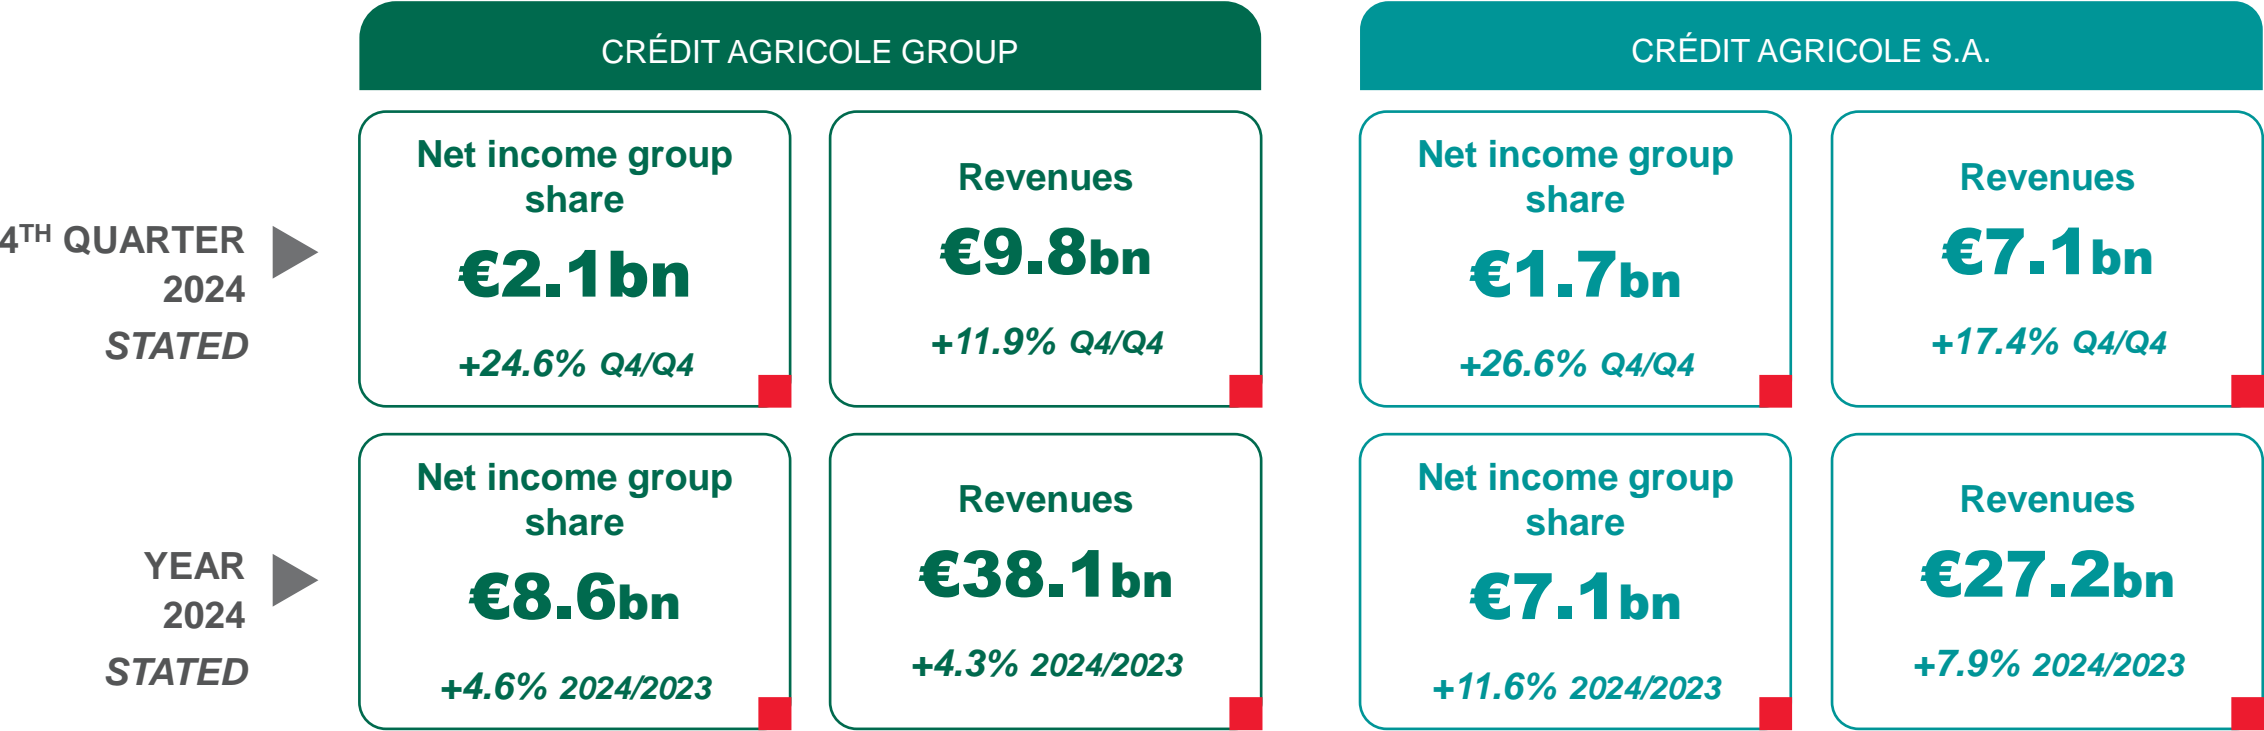 CRÉDIT AGRICOLE GROUP
CRÉDIT AGRICOLE S.A.
4TH QUARTER
2024
STATED
Net income group
share
€2.1bn
+24.6% Q4/Q4
Revenues
€9.8bn
+11.9% Q4/Q4
Net income group
share
€1.7bn
+26.6% Q4/Q4
Revenues
€7.1bn
+17.4% Q4/Q4
YEAR
2024
STATED
Net income group
share
€8.6bn
+4.6% 2024/2023
Revenues
€38.1bn
+4.3% 2024/2023
Net income group
share
€7.1bn
+11.6% 2024/2023
Revenues
€27.2bn
+7.9% 2024/2023